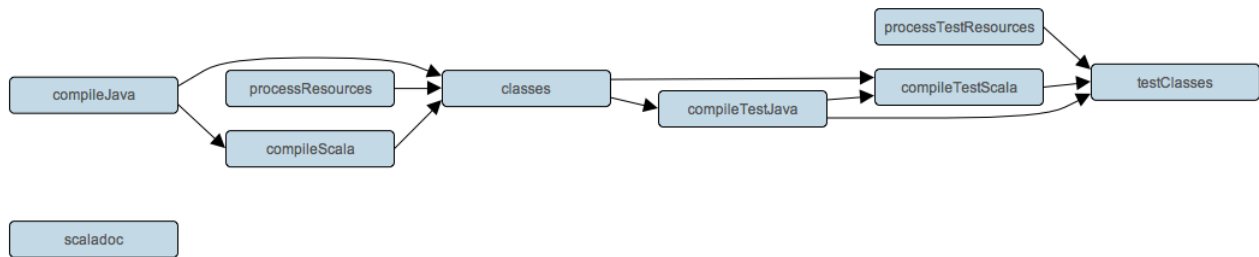 processTestResources
compileJava
processResources
classes
compileTestScala
testClasses
compileTestJava
compileScala
scaladoc